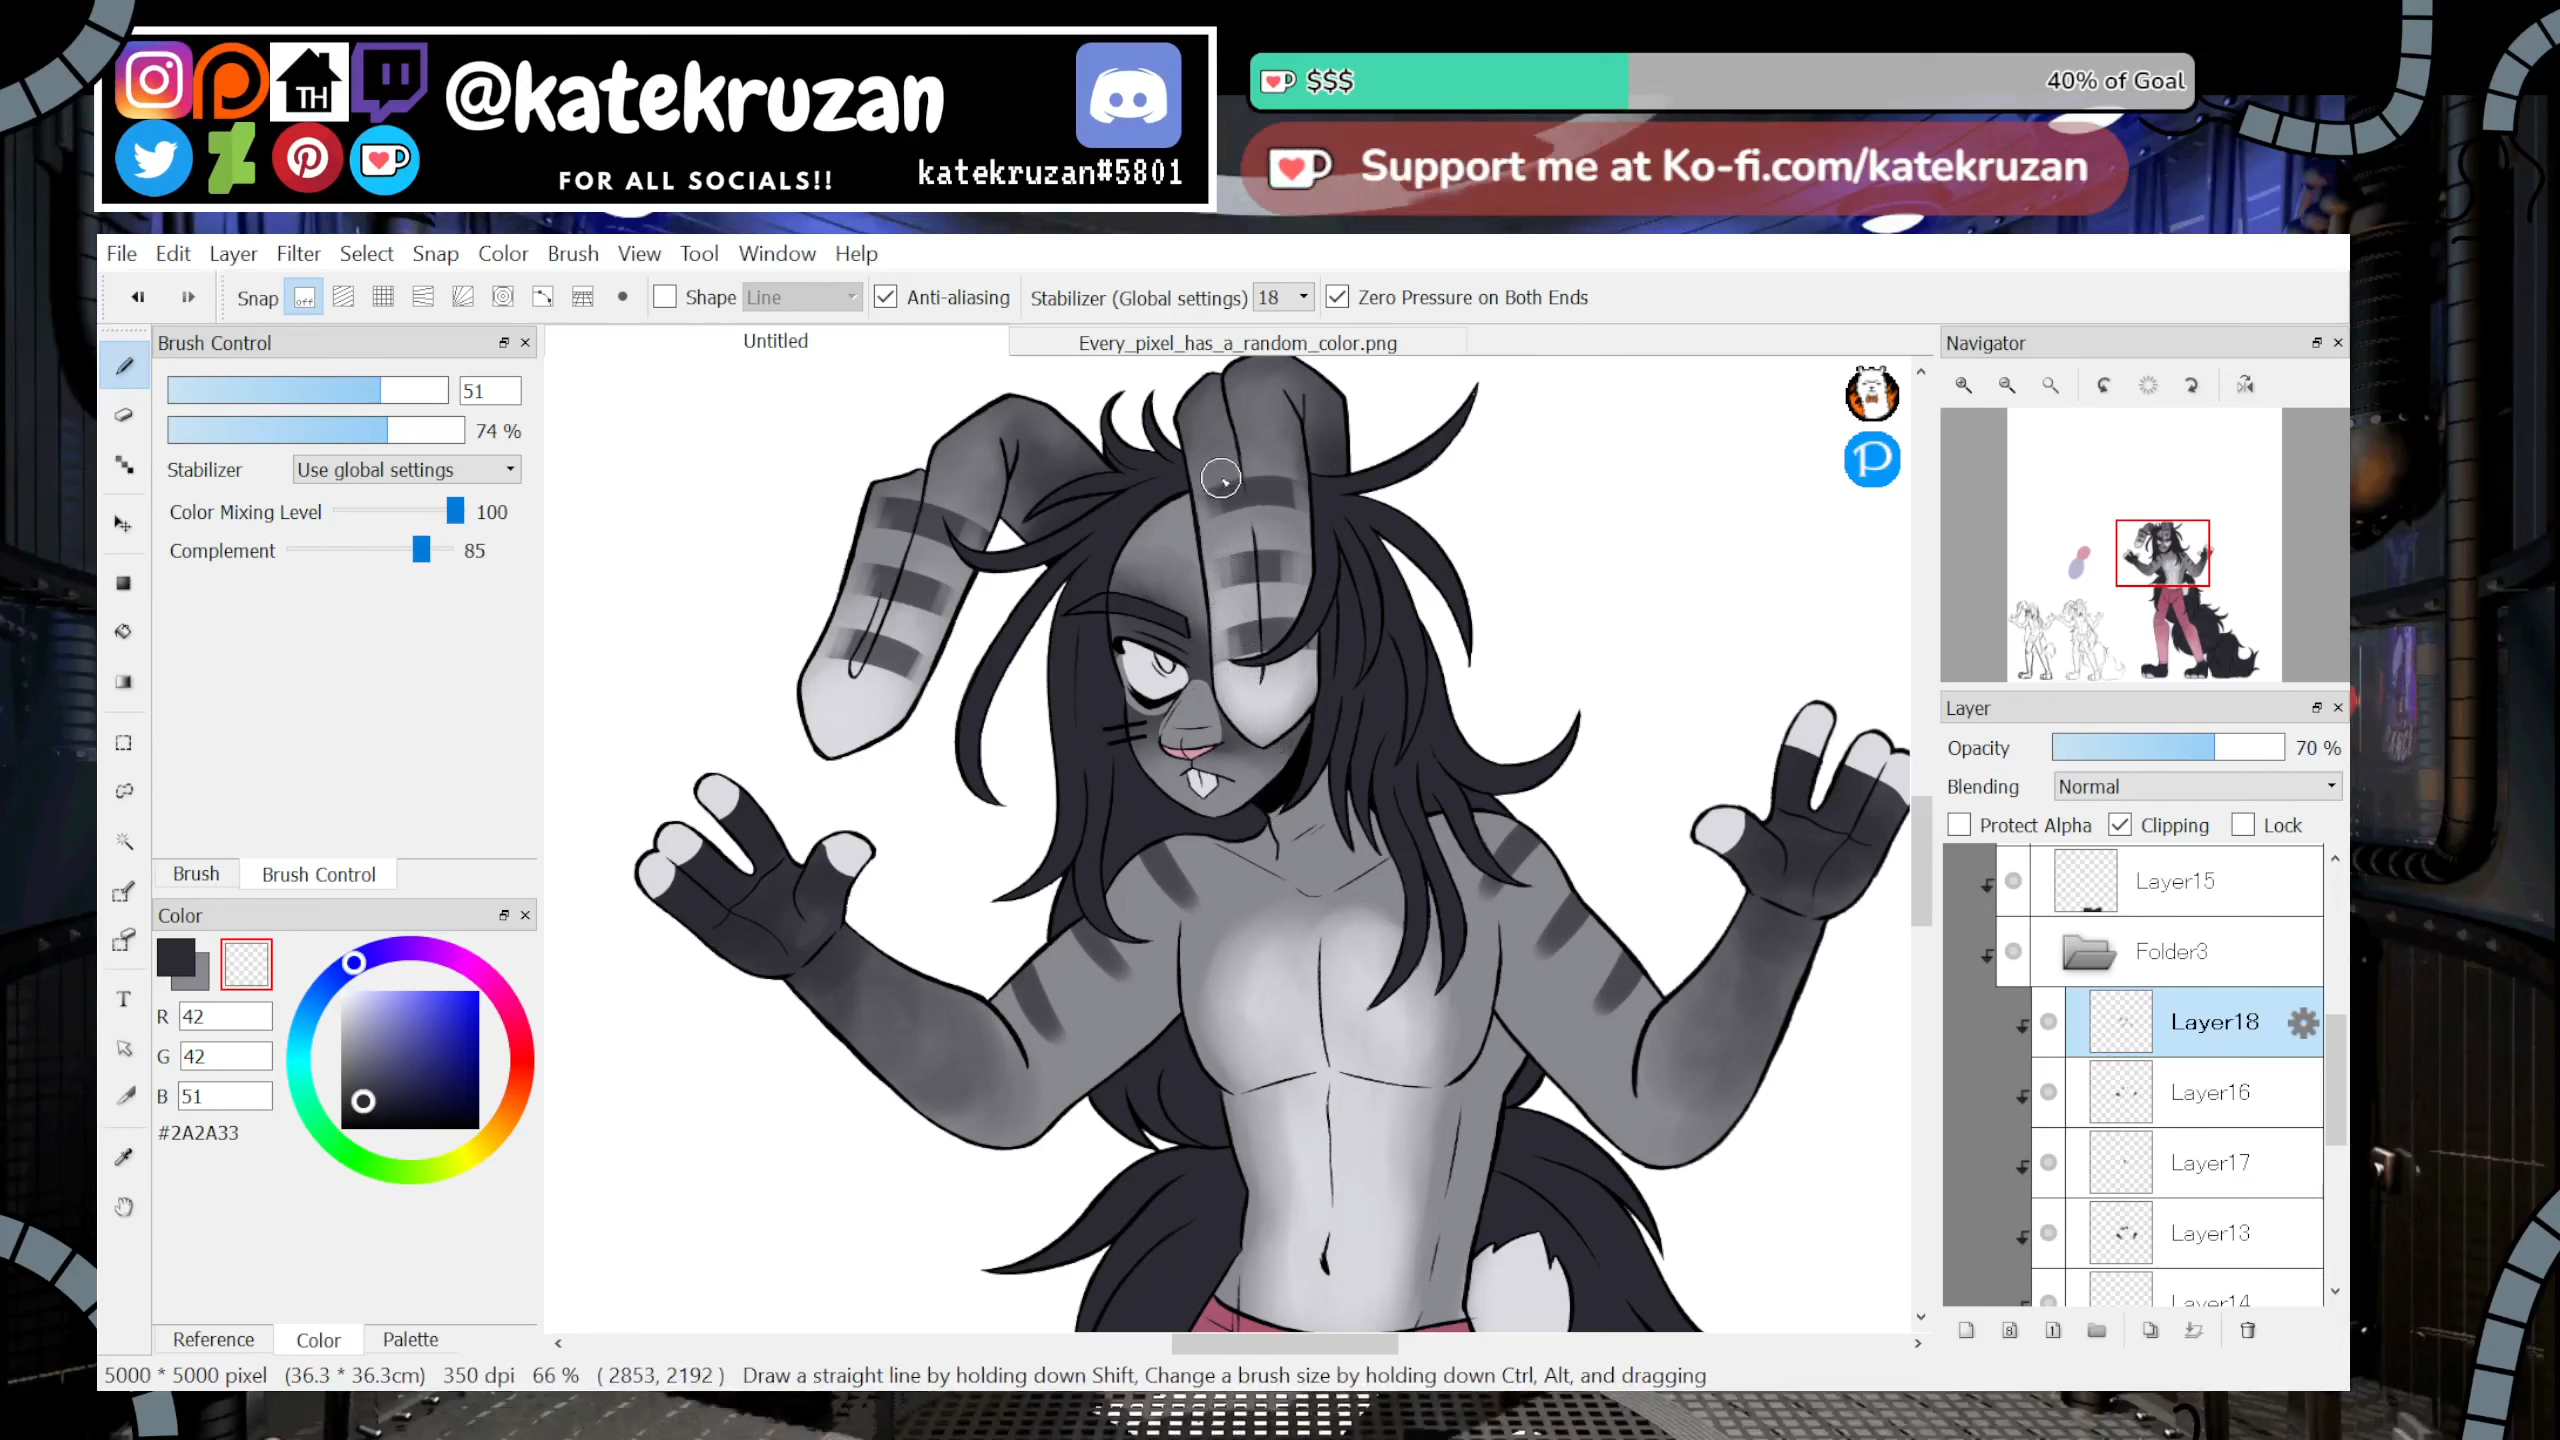 TH
@katekruzan
FOR ALL SOCIALS!!
katekruzan#5801
$$$
40% of Goal
Support me at Ko-fi.com/katekruzan
File Edit Layer Filter Select Snap Color Brush View Tool Window Help
Snap off Shape Line Anti-aliasing Stabilizer (Global settings) 18 Zero Pressure on Both Ends
Brush Control
Untitled
Every_pixel_has_a_random_color.png
Navigator
51
74 %
Stabilizer Use global settings
Color Mixing Level 100
Complement 85
P
Layer
Opacity 70 %
Blending Normal
Protect Alpha Clipping Lock
Layer15
Folder3
Layer18
Layer16
Layer17
Layer13
Layer14
Brush Brush Control
Color
R 42
G 42
B 51
#2A2A33
T
Reference Color Palette
8 1
5000 * 5000 pixel (36.3 * 36.3cm) 350 dpi 66 % ( 2853, 2192 ) Draw a straight line by holding down Shift, Change a brush size by holding down Ctrl, Alt, and dragging